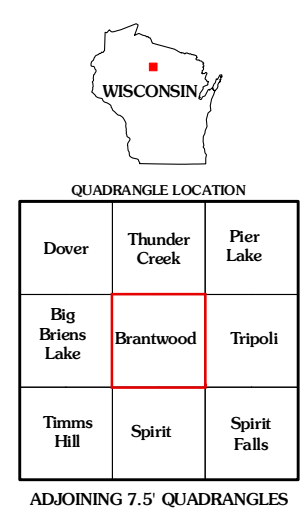 WISCONSIN
QUADRANGLE LOCATION
Dover
Thunder
Creek
Pier
Lake
Big
Briens
Lake
Brantwood
Tripoli
Timms
Hill
Spirit
Spirit
Falls
ADJOINING 7.5' QUADRANGLES